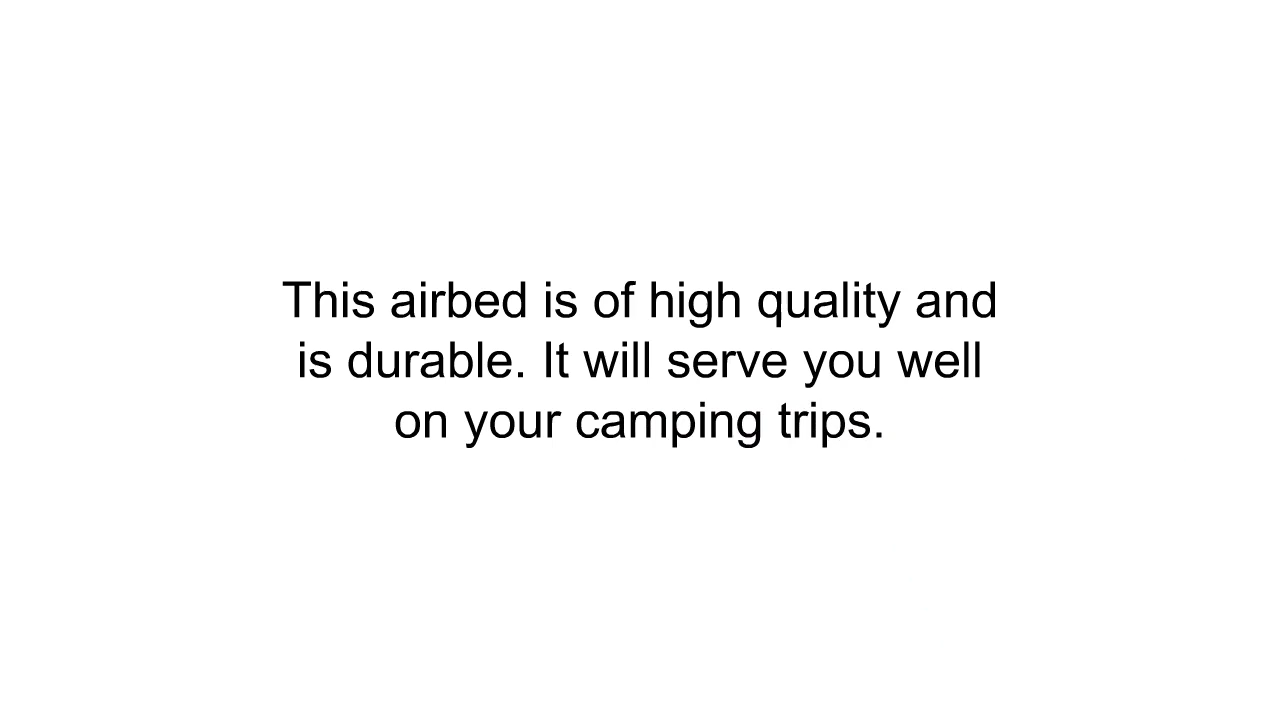 This airbed is of high quality and
is durable. It will serve you well
on your camping trips.